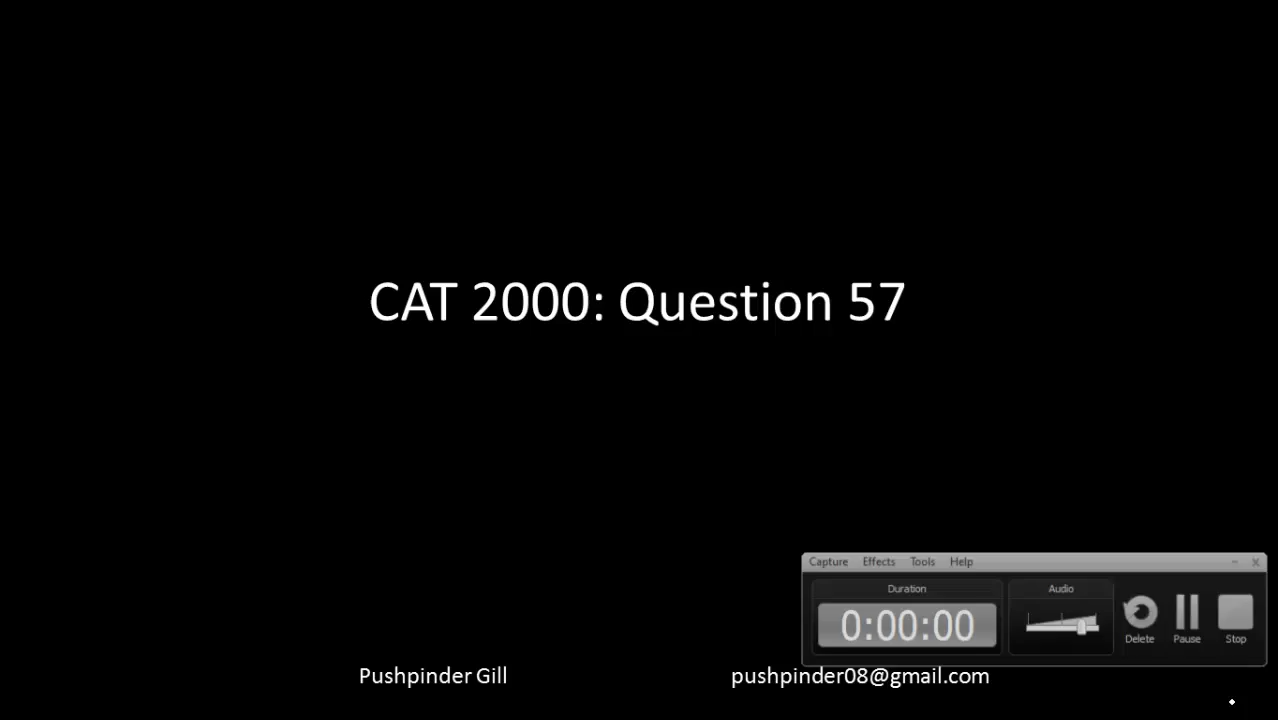 CAT 2000: Question 57
Capture Effects Tools Help
Duration Audio
0:00:00
Delete Pause Stop
Pushpinder Gill pushpinder08@gmail.com